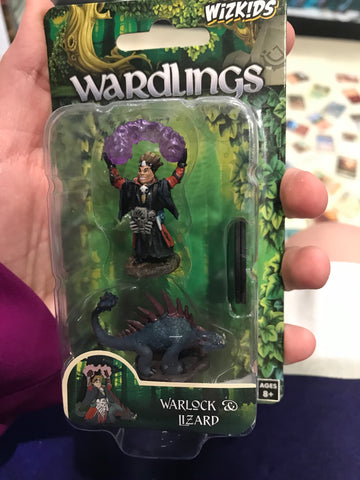 WIZKIDS
WARDLINGS
WARLOCK &
LIZARD
AGES
8+